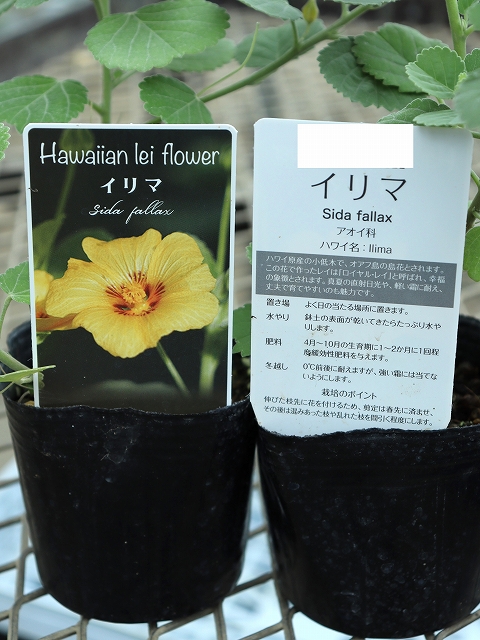 Hawaiian lei flower
イリマ
Sida fallax
イリマ
Sida fallax
アオイ科
ハワイ名：Ilima
ハワイ原産の小低木で、オアフ島の島花とされます。
この花で作ったレイは「ロイヤル・レイ」と呼ばれ、幸福
の象徴とされます。真夏の直射日光や、軽い霜に耐え、
丈夫で育てやすいのも魅力です。
置き場 よく日の当たる場所に置きます。
水やり 鉢土の表面が乾いてきたらたっぷり水や
りします。
肥料 4月〜10月の生育期に1〜2か月に1回程
度緩効性肥料を与えます。
冬越し 0℃前後に耐えますが、強い霜には当てな
いようにします。
栽培のポイント
伸びた枝先に花を付けるため、剪定は春先に済ませ、
その後は混みあった枝や乱れた枝を間引く程度にします。